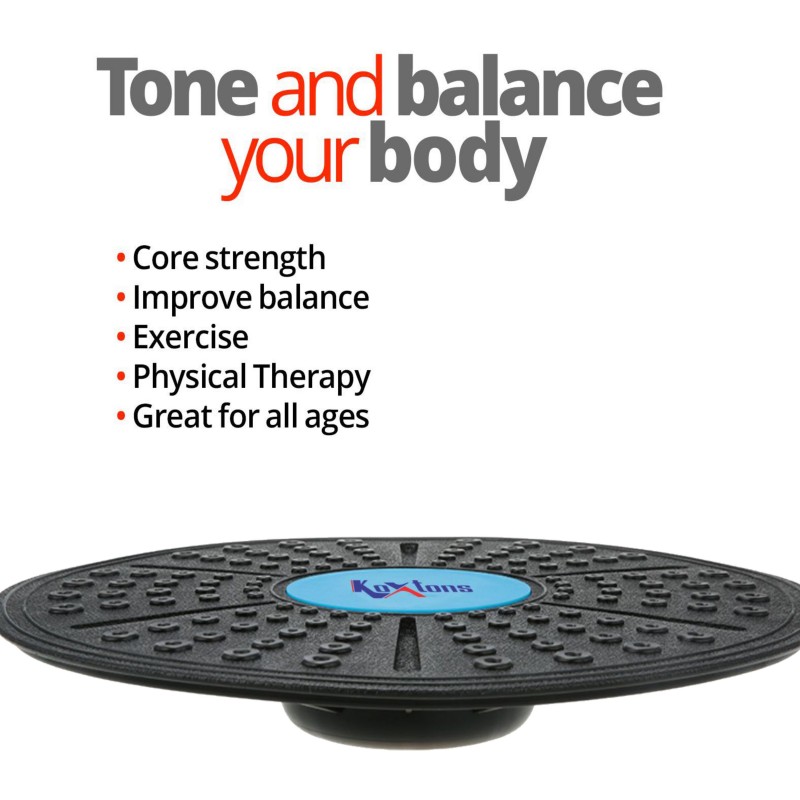 Tone and balance
your body
• Core strength
• Improve balance
• Exercise
• Physical Therapy
• Great for all ages
Koxtons